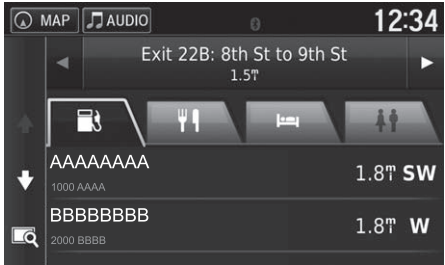 MAP AUDIO 12:34
Exit 22B: 8th St to 9th St
1.5mi
AAAAAAAA
1.8mi SW
1000 AAAA
BBBBBBBB
1.8mi W
2000 BBBB